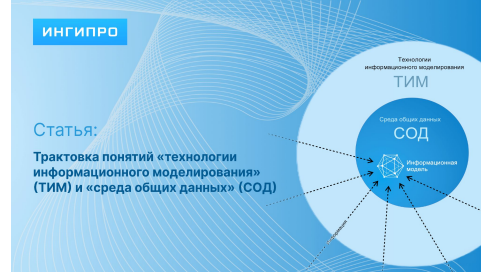 ИНГИПРО
Статья:
Трактовка понятий «технологии
информационного моделирования»
(ТИМ) и «среда общих данных» (СОД)
Технологии
информационного моделирования
ТИМ
Среда общих данных
СОД
Информационная
модель